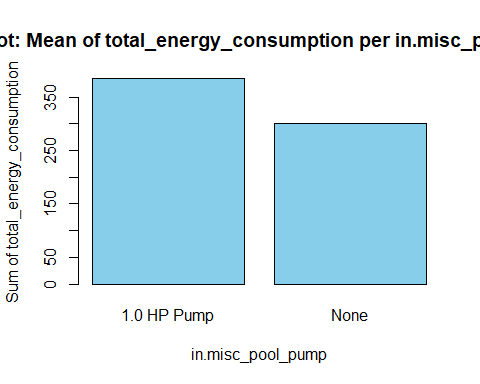 ot: Mean of total_energy_consumption per in.misc_p
Sum of total_energy_consumption
350
250
150
50
0
1.0 HP Pump None
in.misc_pool_pump